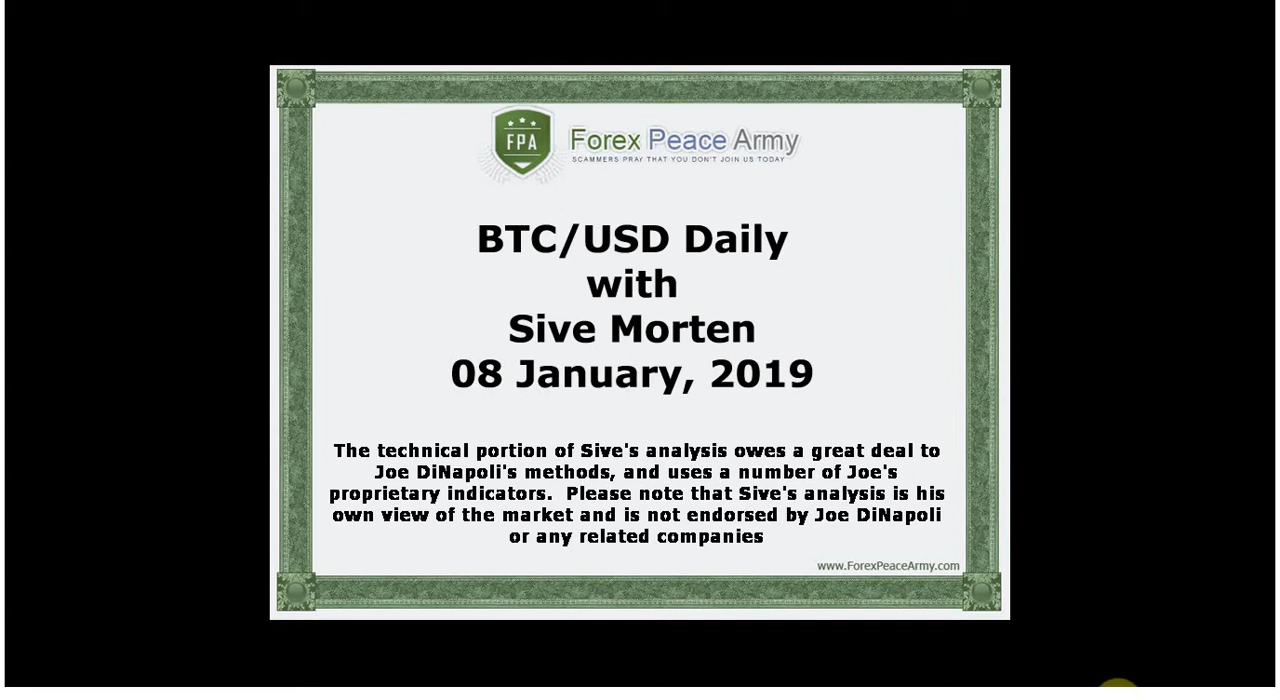 FPA
Forex Peace Army
SCAMMERS PRAY THAT YOU DON'T JOIN US TODAY
BTC/USD Daily
with
Sive Morten
08 January, 2019
The technical portion of Sive's analysis owes a great deal to
Joe DiNapoli's methods, and uses a number of Joe's
proprietary indicators.  Please note that Sive's analysis is his
own view of the market and is not endorsed by Joe DiNapoli
or any related companies
www.ForexPeaceArmy.com